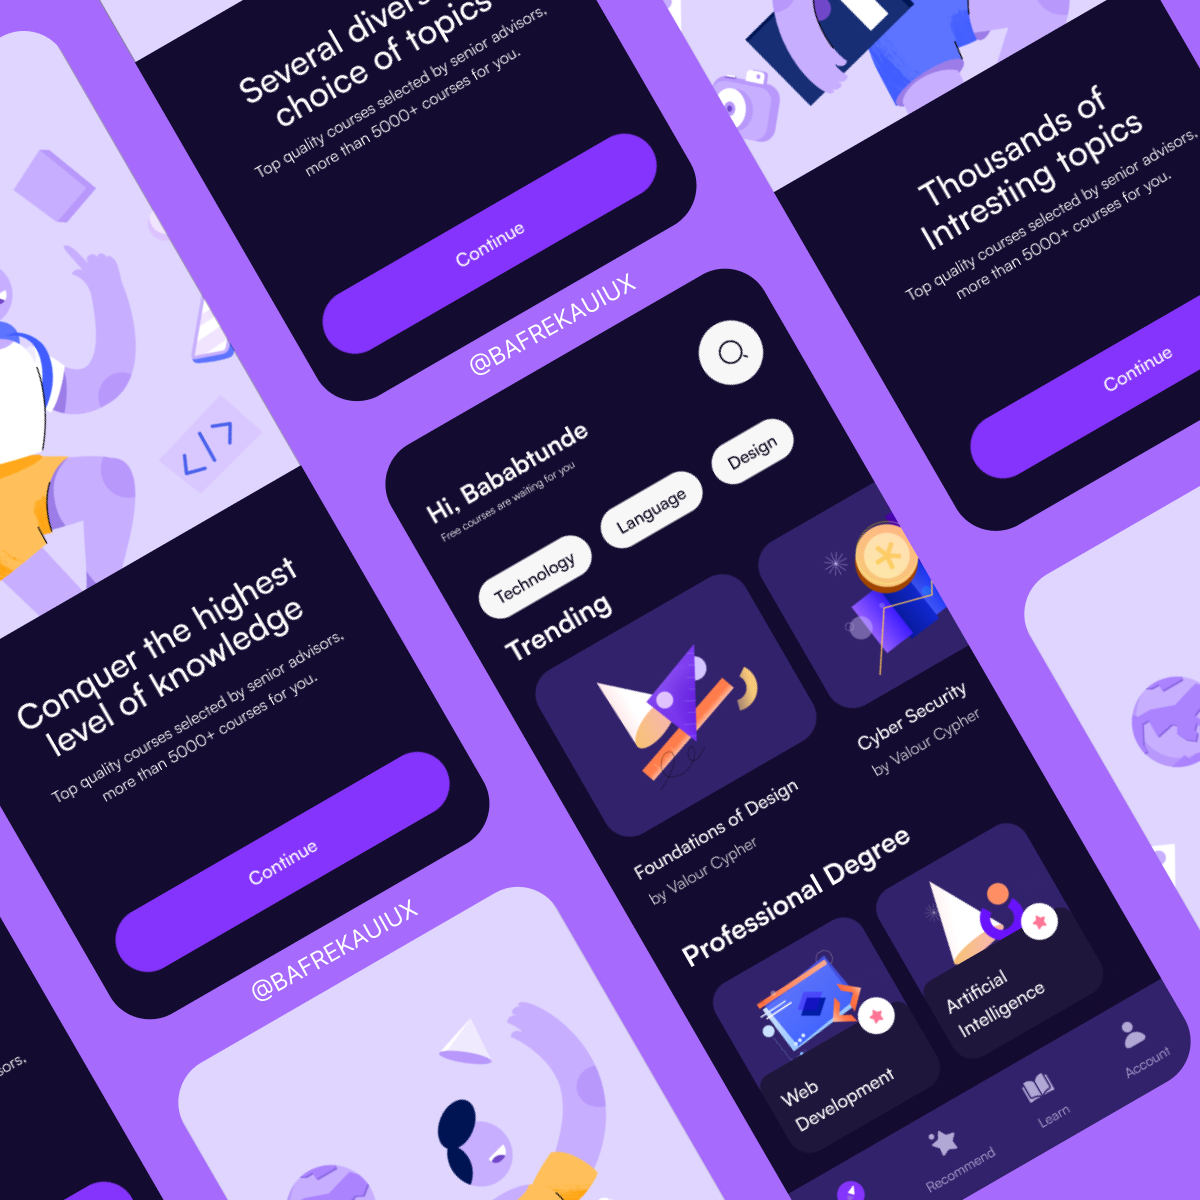 Several divers
choice of topics
Top quality courses selected by senior advisors.
more than 5000+ courses for you.
Continue
@BAFREKAUIUX
Thousands of
Intresting topics
Top quality courses selected by senior advisors.
more than 5000+ courses for you.
Continue
Conquer the highest
level of knowledge
Top quality courses selected by senior advisors.
more than 5000+ courses for you.
Continue
@BAFREKAUIUX
</>
Hi, Bababtunde
Free courses are waiting for you
Technology
Language
Design
Trending
Foundations of Design
by Valour Cypher
Cyber Security
by Valour Cypher
Professional Degree
Web
Development
Artificial
Intelligence
Recommend
Learn
Account